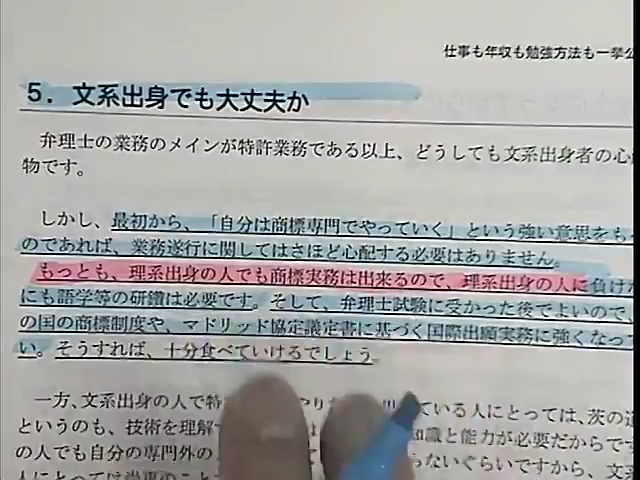 仕事も年収も勉強方法も一挙公
5. 文系出身でも大丈夫か
弁理士の業務のメインが特許業務である以上、どうしても文系出身者の心
物です。
しかし、最初から、「自分は商標専門でやっていく」という強い意思をも
のであれば、業務遂行に関してはさほど心配する必要はありません。
もっとも、理系出身の人でも商標実務は出来るので、理系出身の人に負け
にも語学等の研鑽は必要です。そして、弁理士試験に受かった後でよいので、
の国の商標制度や、マドリッド協定議定書に基づく国際出願実務に強くなっ
い。そうすれば、十分食べていけるでしょう。
一方、文系出身の人で特 ている人にとっては、茨の道
というのも、技術を理解 識と能力が必要だからで
の人でも自分の専門外の らないぐらいですから、文系